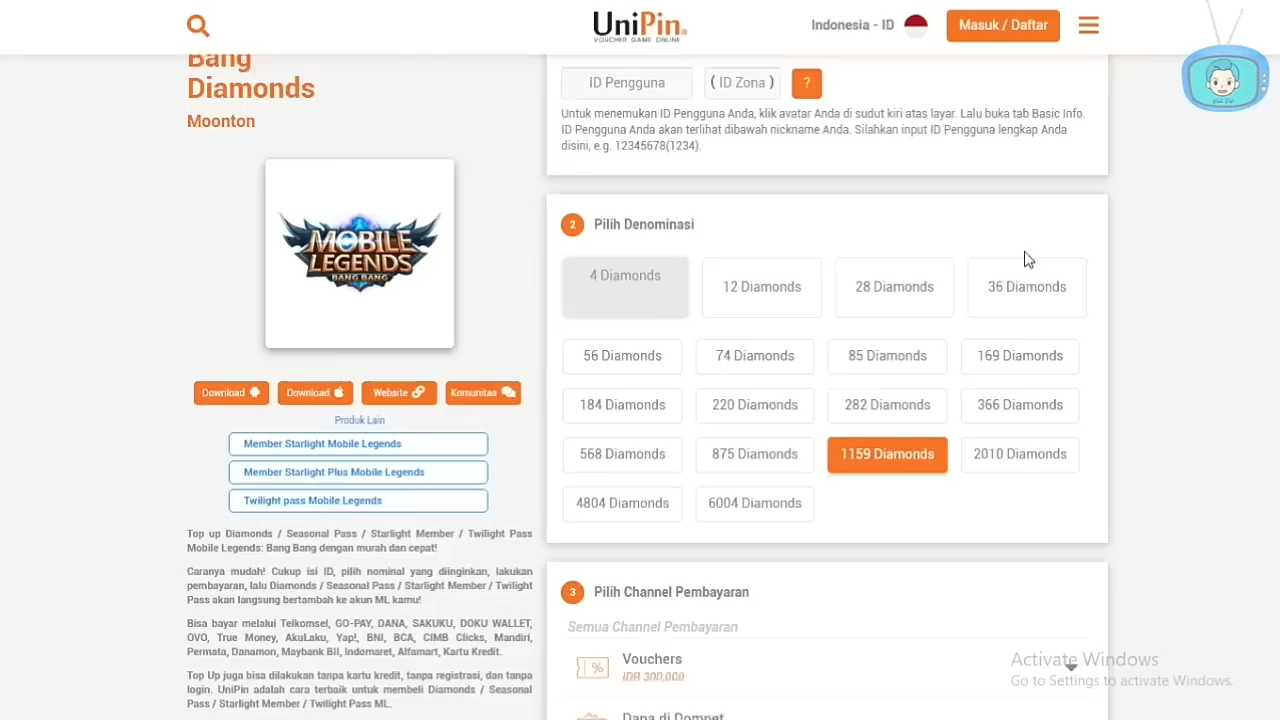 UniPin
VOUCHER GAME ONLINE
Indonesia - ID
Masuk / Daftar
Bang
Diamonds
Moonton
MOBILE
LEGENDS
BANG BANG
Download
Download
Website
Komunitas
Produk Lain
Member Starlight Mobile Legends
Member Starlight Plus Mobile Legends
Twilight pass Mobile Legends
Top up Diamonds / Seasonal Pass / Starlight Member / Twilight Pass
Mobile Legends: Bang Bang dengan murah dan cepat!
Caranya mudah! Cukup isi ID, pilih nominal yang diinginkan, lakukan
pembayaran, lalu Diamonds / Seasonal Pass / Starlight Member / Twilight
Pass akan langsung bertambah ke akun ML kamu!
Bisa bayar melalui Telkomsel, GO-PAY, DANA, SAKUKU, DOKU WALLET,
OVO, True Money, AkuLaku, Yap!, BNI, BCA, CIMB Clicks, Mandiri,
Permata, Danamon, Maybank BII, Indomaret, Alfamart, Kartu Kredit.
Top Up juga bisa dilakukan tanpa kartu kredit, tanpa registrasi, dan tanpa
login. UniPin adalah cara terbaik untuk membeli Diamonds / Seasonal
Pass / Starlight Member / Twilight Pass ML.
ID Pengguna ( ID Zona ) ?
Untuk menemukan ID Pengguna Anda, klik avatar Anda di sudut kiri atas layar. Lalu buka tab Basic Info.
ID Pengguna Anda akan terlihat dibawah nickname Anda. Silahkan input ID Pengguna lengkap Anda
disini, e.g. 12345678(1234).
2 Pilih Denominasi
4 Diamonds 12 Diamonds 28 Diamonds 36 Diamonds
56 Diamonds 74 Diamonds 85 Diamonds 169 Diamonds
184 Diamonds 220 Diamonds 282 Diamonds 366 Diamonds
568 Diamonds 875 Diamonds 1159 Diamonds 2010 Diamonds
4804 Diamonds 6004 Diamonds
3 Pilih Channel Pembayaran
Semua Channel Pembayaran
Vouchers
IDR 300,000
Dana di Dompet
Activate Windows
Go to Settings to activate Windows.